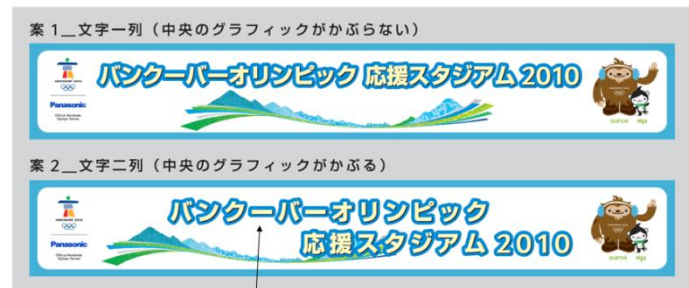 案1__文字一列（中央のグラフィックがかぶらない）
バンクーバーオリンピック 応援スタジアム 2010
Panasonic
案2__文字二列（中央のグラフィックがかぶる）
バンクーバーオリンピック
応援スタジアム 2010
Panasonic